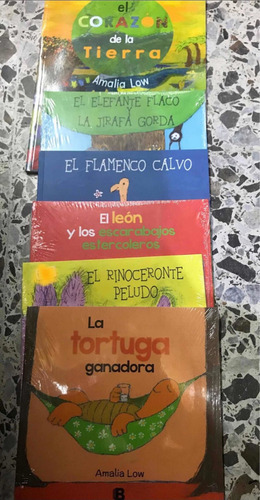 el
CORAZÓN
de la
Tierra
Amalia Low
EL ELEFANTE FLACO
Y
LA JIRAFA GORDA
EL FLAMENCO CALVO
El león
y los escarabajos
estercoleros
EL RINOCERONTE
PELUDO
La
tortuga
ganadora
Amalia Low
B